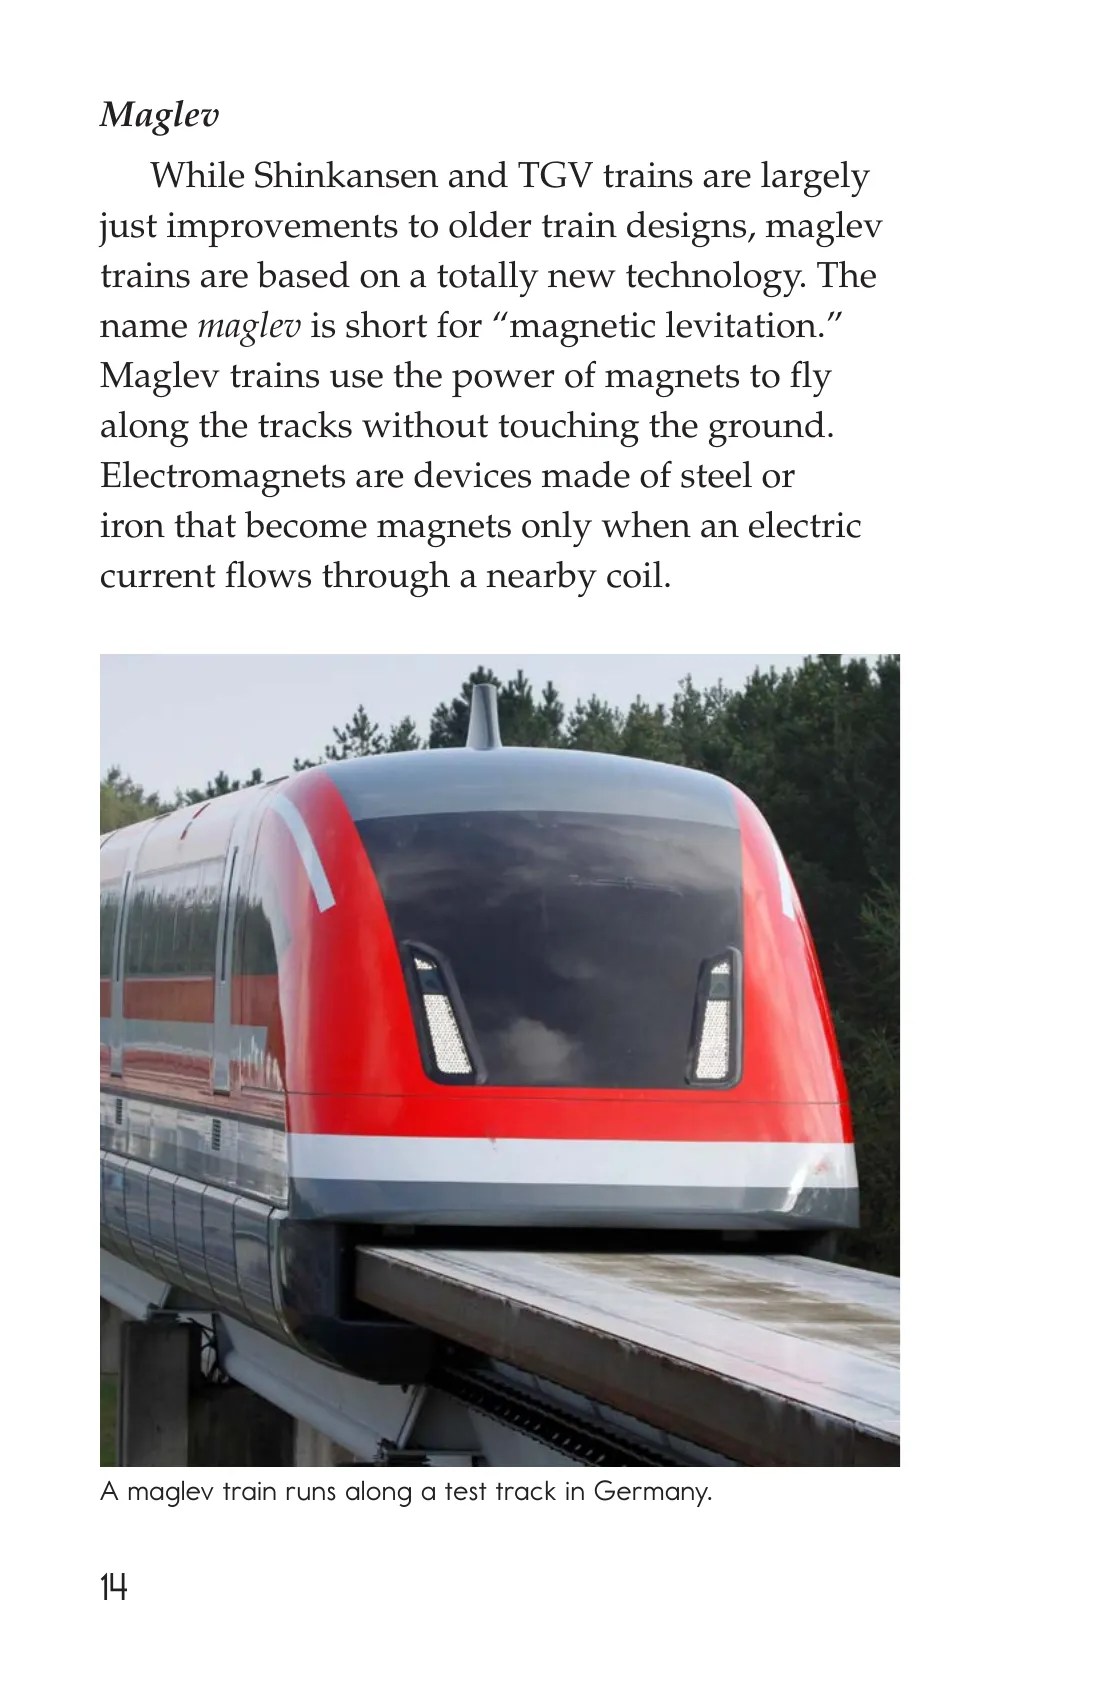 Maglev
While Shinkansen and TGV trains are largely
just improvements to older train designs, maglev
trains are based on a totally new technology. The
name maglev is short for “magnetic levitation.”
Maglev trains use the power of magnets to fly
along the tracks without touching the ground.
Electromagnets are devices made of steel or
iron that become magnets only when an electric
current flows through a nearby coil.
A maglev train runs along a test track in Germany.
14